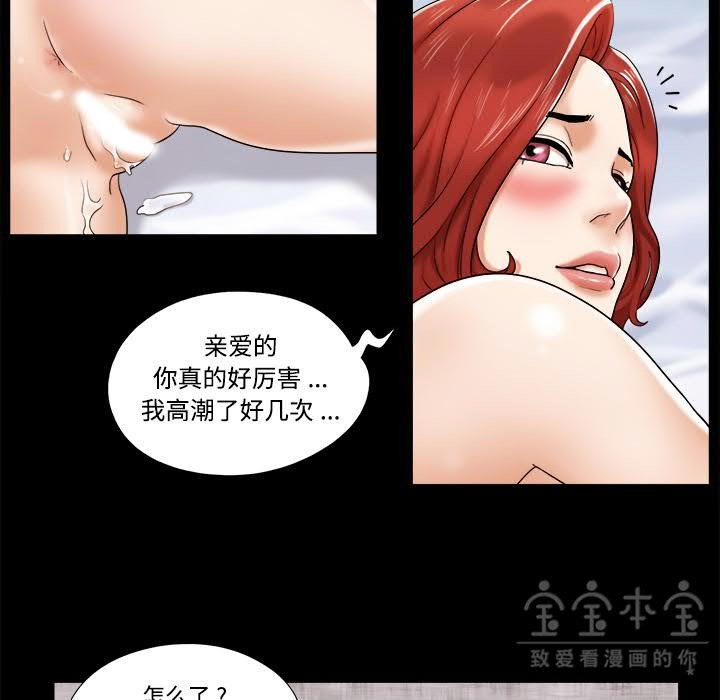 亲爱的
你真的好厉害 ...
我高潮了好几次 ...
宝宝本宝
致爱看漫画的你
怎么了?